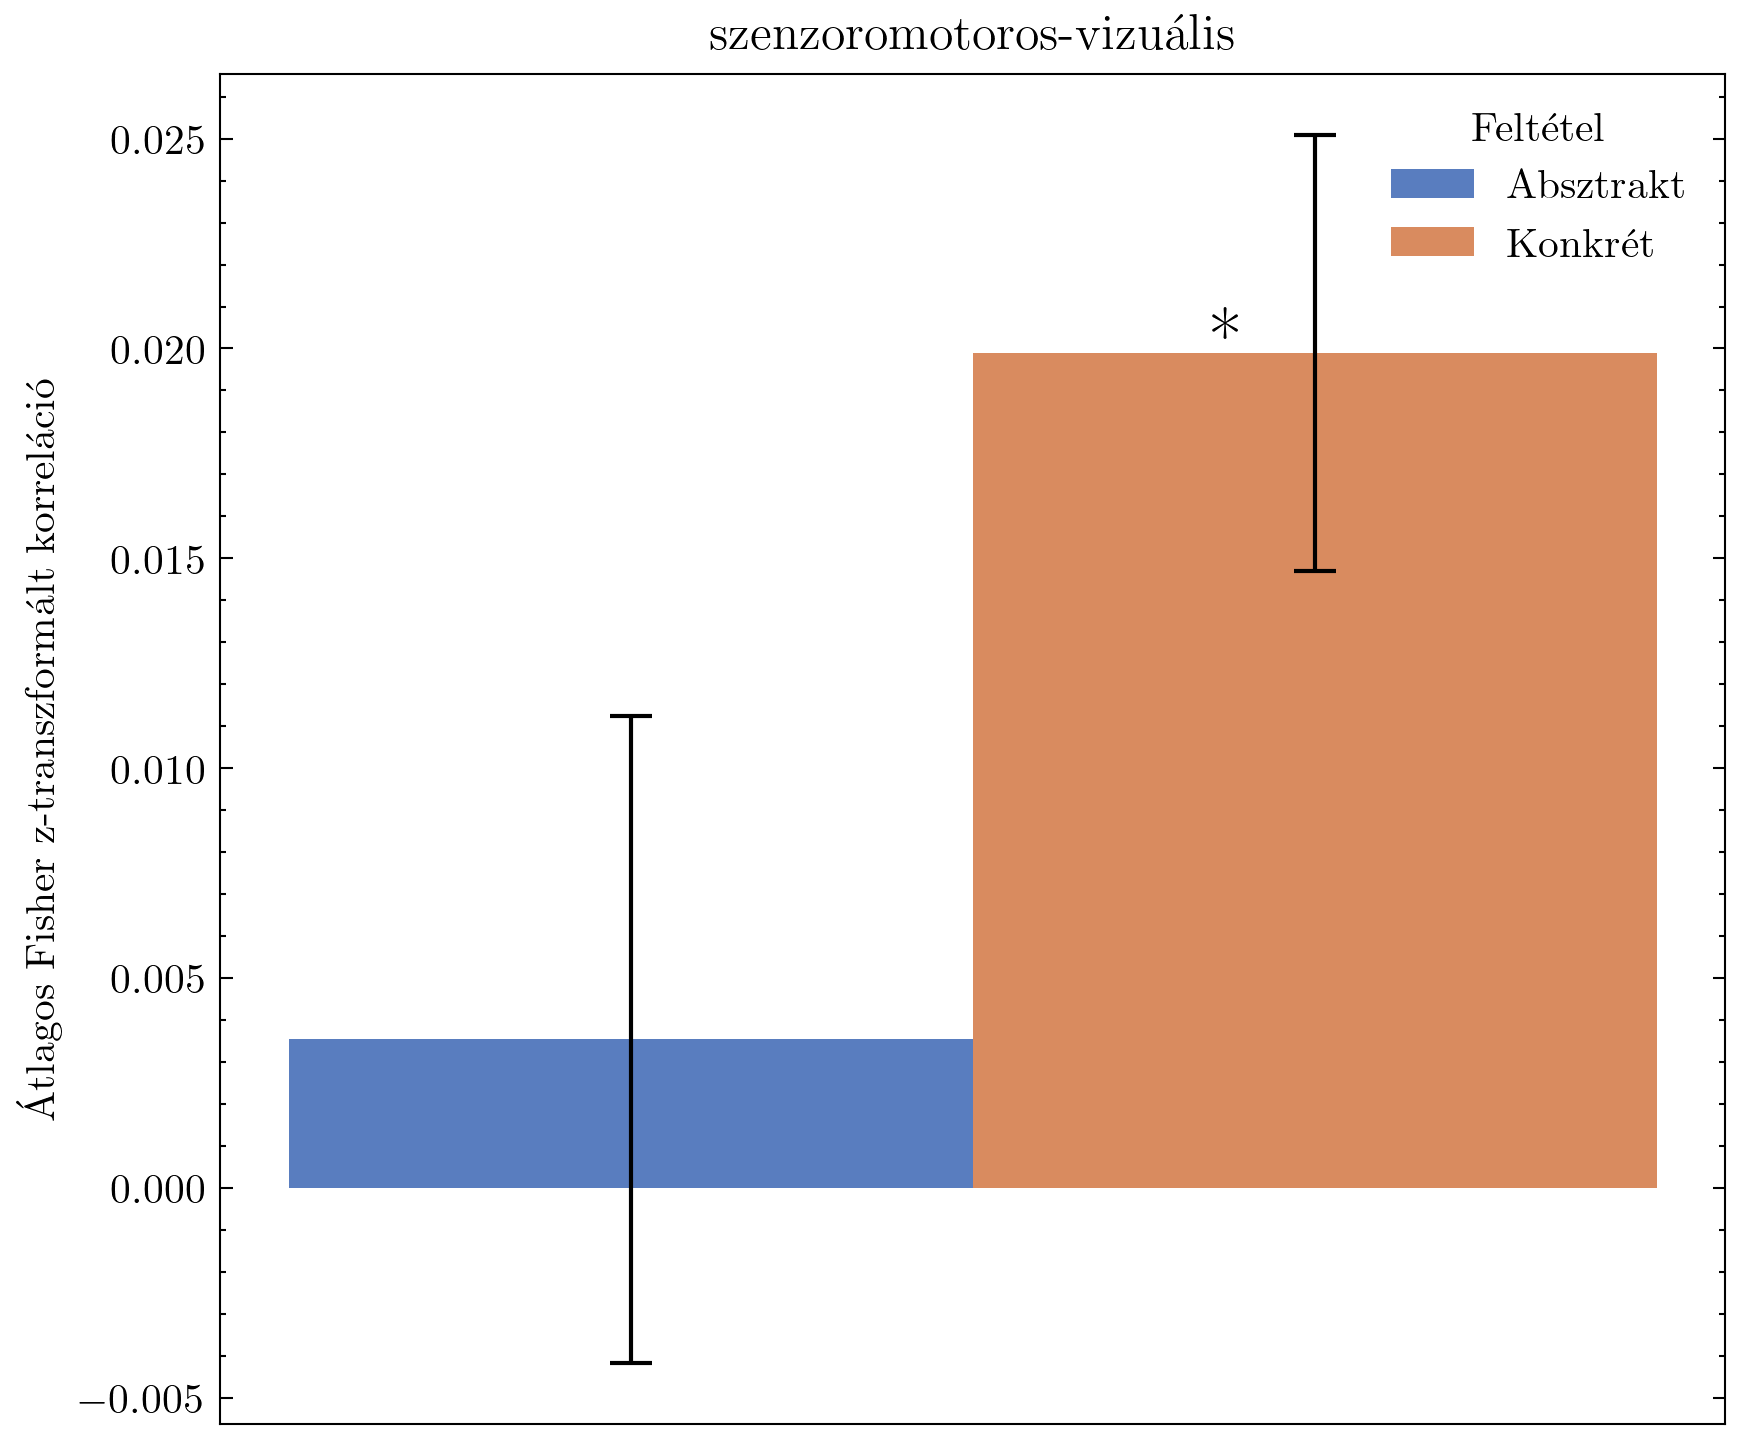 szenzoromotoros-vizuális
Átlagos Fisher z-transzformált korreláció
0.025
0.020
0.015
0.010
0.005
0.000
−0.005
*
Feltétel
Absztrakt
Konkrét